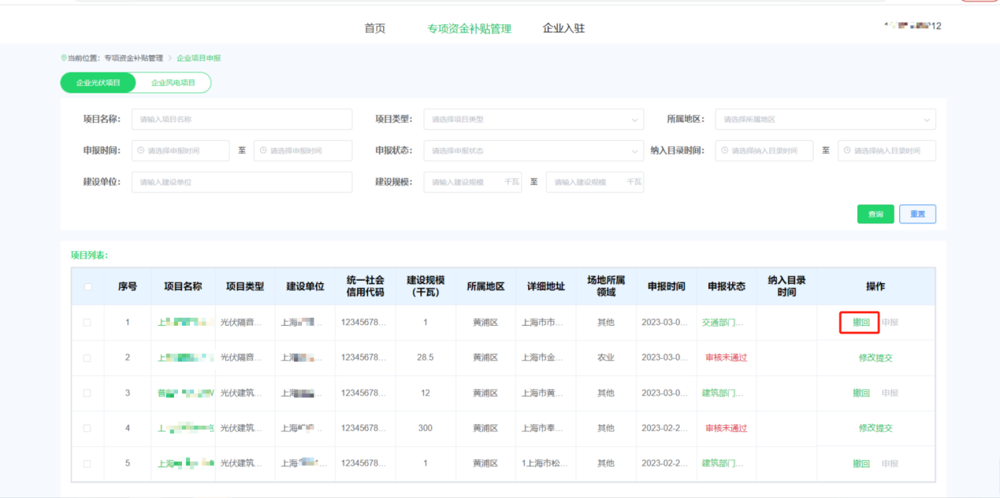 首页 专项资金补贴管理 企业入驻 12
当前位置: 专项资金补贴管理 > 企业项目申报
企业光伏项目 企业风电项目
项目名称: 请输入项目名称 项目类型: 请选择项目类型 所属地区: 请选择所属地区
申报时间: 请选择申报时间 至 请选择申报时间 申报状态: 请选择申报状态 纳入目录时间: 请选择纳入目录时间 至 请选择纳入目录时间
建设单位: 请输入建设单位 建设规模: 请输入建设规模 千瓦 至 请输入建设规模 千瓦
查询 重置
项目列表:
序号 项目名称 项目类型 建设单位 统一社会信用代码 建设规模(千瓦) 所属地区 详细地址 场地所属领域 申报时间 申报状态 纳入目录时间 操作
1 上 光伏隔音... 上海 12345678... 1 黄浦区 上海市市... 其他 2023-03-0... 交通部门... 撤回 申报
2 上 光伏隔音... 上海 ... 12345678... 28.5 黄浦区 上海市金... 农业 2023-03-0... 审核未通过 修改提交
3 普 光伏建筑... 上海 ... 12345678... 12 黄浦区 上海市黄... 其他 2023-03-0... 建筑部门... 撤回 申报
4 上 光伏建筑... 上海 ... 12345678... 300 黄浦区 上海市奉... 其他 2023-02-2... 审核未通过 修改提交
5 上海 光伏建筑... 上海 ... 12345678... 1 黄浦区 1上海市松... 其他 2023-02-2... 建筑部门... 撤回 申报